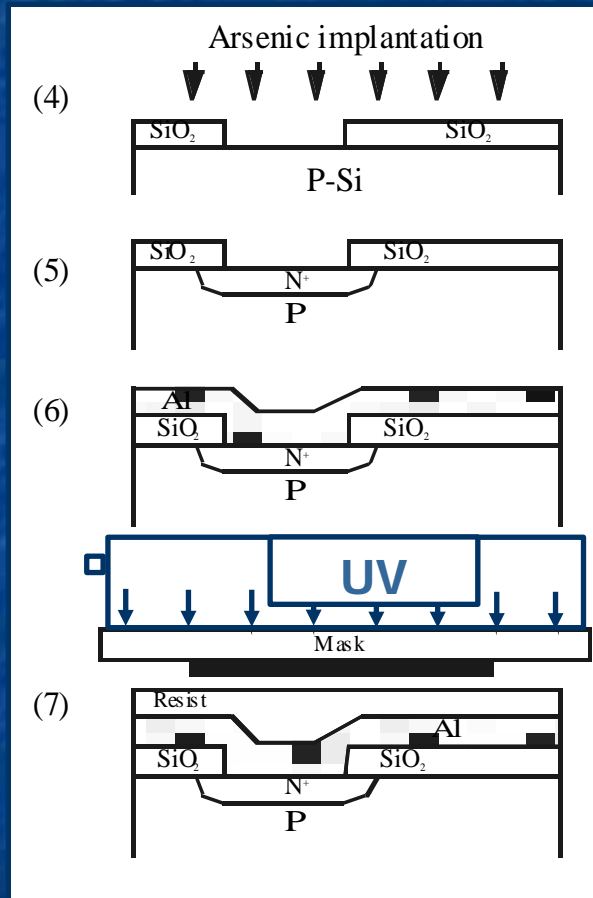 Arsenic implantation
(4)
SiO₂ SiO₂
P-Si
(5)
SiO₂ SiO₂
N⁺
P
(6)
Al
SiO₂ SiO₂
N⁺
P
UV
Mask
(7)
Resist
Al
SiO₂ SiO₂
N⁺
P